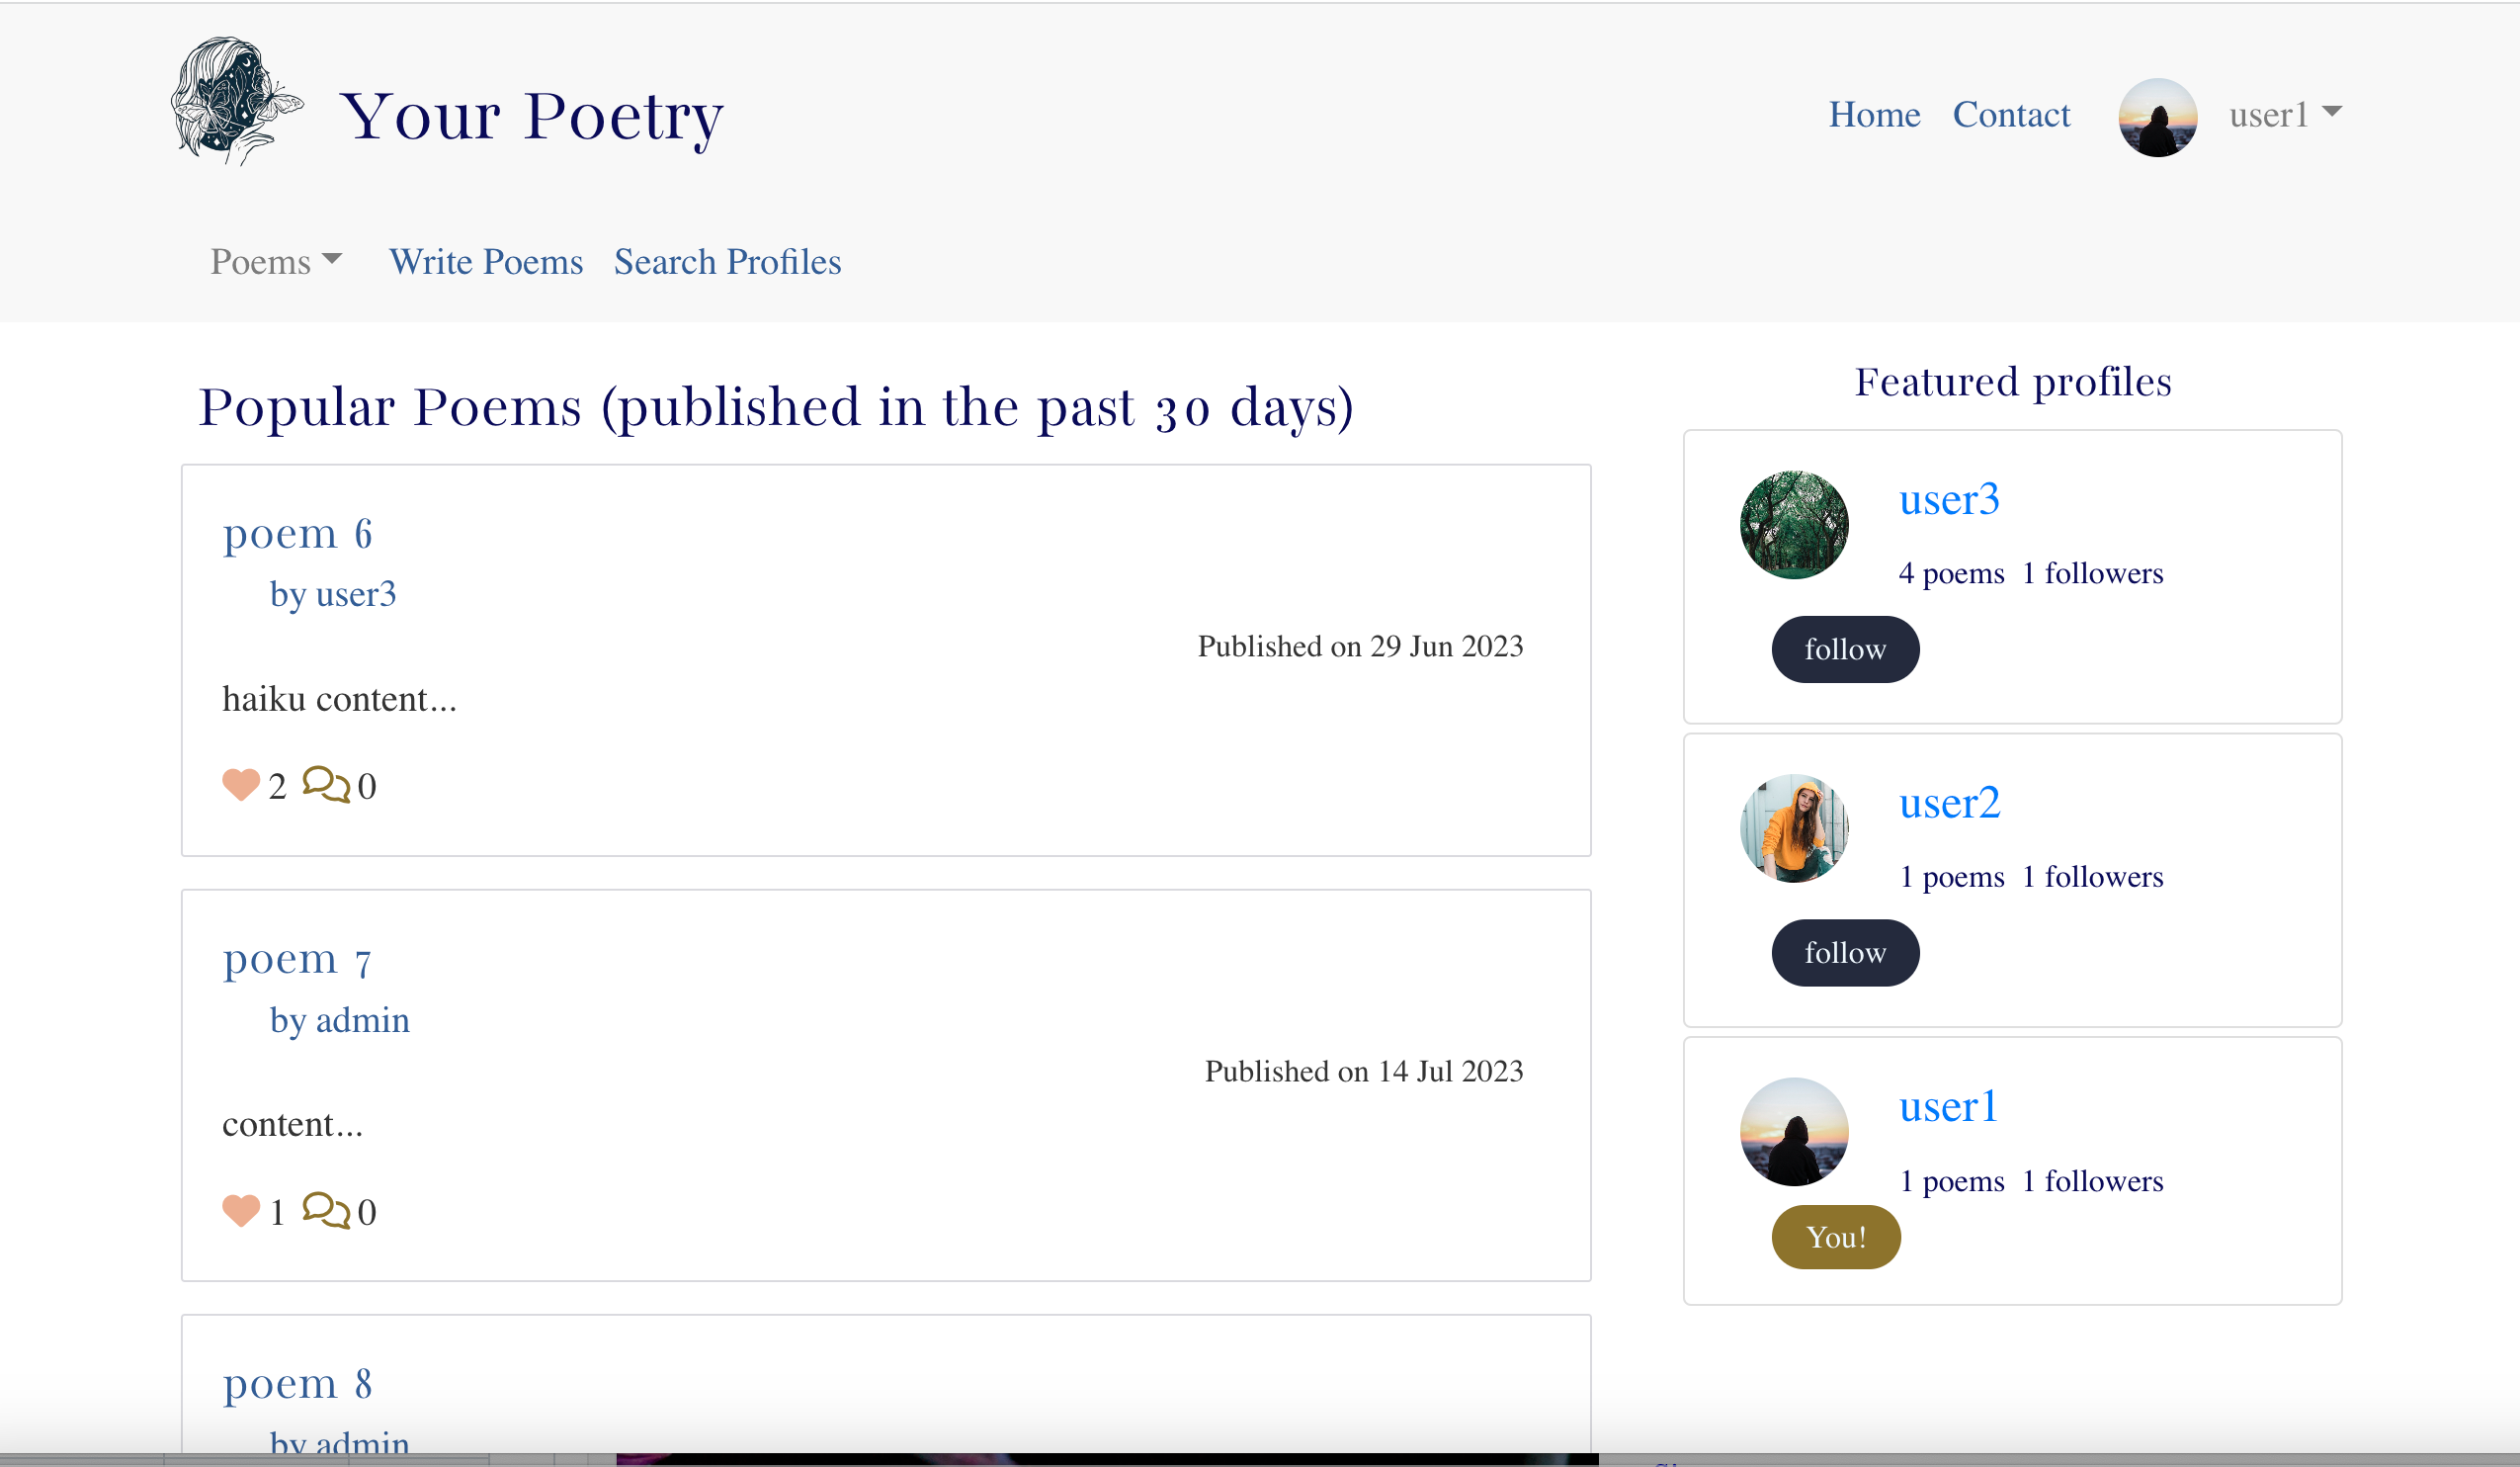 Your Poetry
Home Contact user1
Poems Write Poems Search Profiles
Popular Poems (published in the past 30 days)
poem 6
by user3
Published on 29 Jun 2023
haiku content...
2 0
poem 7
by admin
Published on 14 Jul 2023
content...
1 0
poem 8
by admin
Featured profiles
user3
4 poems 1 followers
follow
user2
1 poems 1 followers
follow
user1
1 poems 1 followers
You!